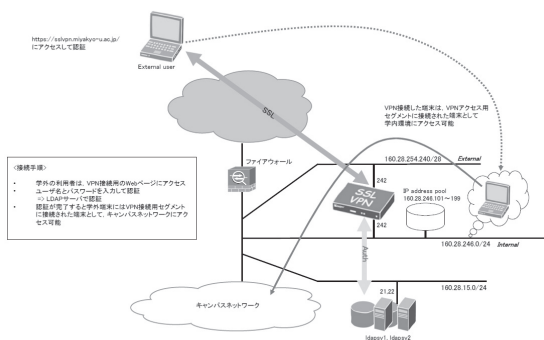 https://sslvpn.miyakyo-u.ac.jp/
にアクセスして認証
External user
SSL
VPN接続した端末は、VPNアクセス用
セグメントに接続された端末として
学内環境にアクセス可能
<接続手順>
• 学外の利用者は、VPN接続用のWebページにアクセス
• ユーザ名とパスワードを入力して認証
=> LDAPサーバで認証
• 認証が完了すると学外端末にはVPN接続用セグメント
に接続された端末として、キャンパスネットワークにアク
セス可能
ファイアウォール
160.28.254.240/28 External
242
SSL
VPN
242
IP address pool
160.28.246.101～199
160.28.246.0/24 Internal
Auth
160.28.15.0/24
21,22
キャンパスネットワーク
ldapsv1, ldapsv2